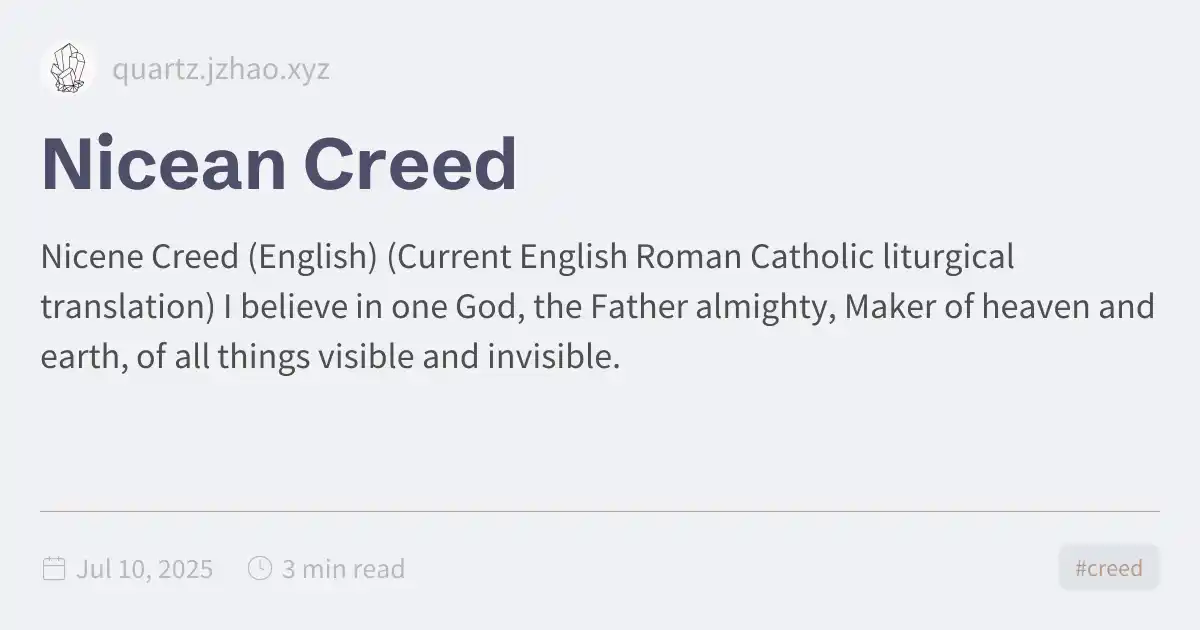 quartz.jzhao.xyz
Nicean Creed
Nicene Creed (English) (Current English Roman Catholic liturgical
translation) I believe in one God, the Father almighty, Maker of heaven and
earth, of all things visible and invisible.
Jul 10, 2025 3 min read #creed